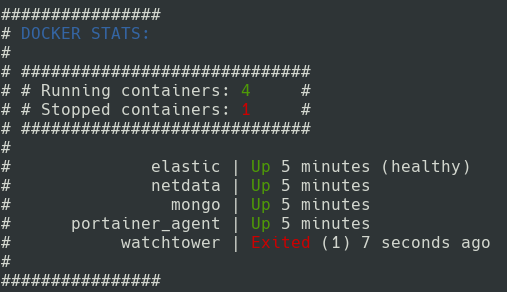 ################
# DOCKER STATS:
#
# #############################
# # Running containers: 4     #
# # Stopped containers: 1     #
# #############################
#
#              elastic | Up 5 minutes (healthy)
#              netdata | Up 5 minutes
#                mongo | Up 5 minutes
#      portainer_agent | Up 5 minutes
#           watchtower | Exited (1) 7 seconds ago
#
################